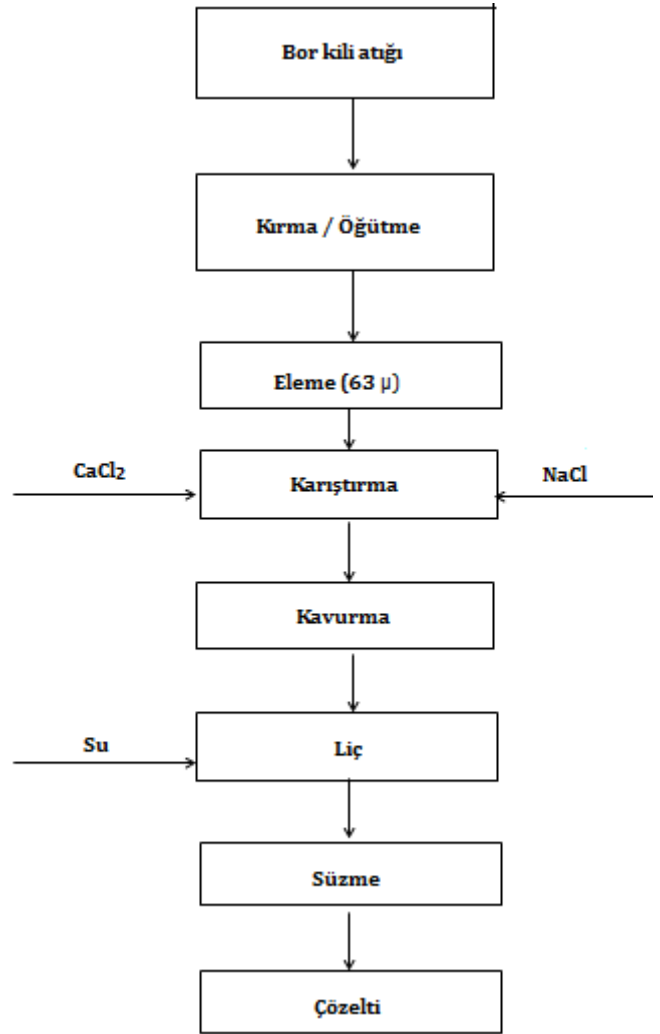 Bor kili atığı
Kırma / Öğütme
Eleme (63 µ)
CaCl2
Karıştırma
NaCl
Kavurma
Su
Liç
Süzme
Çözelti